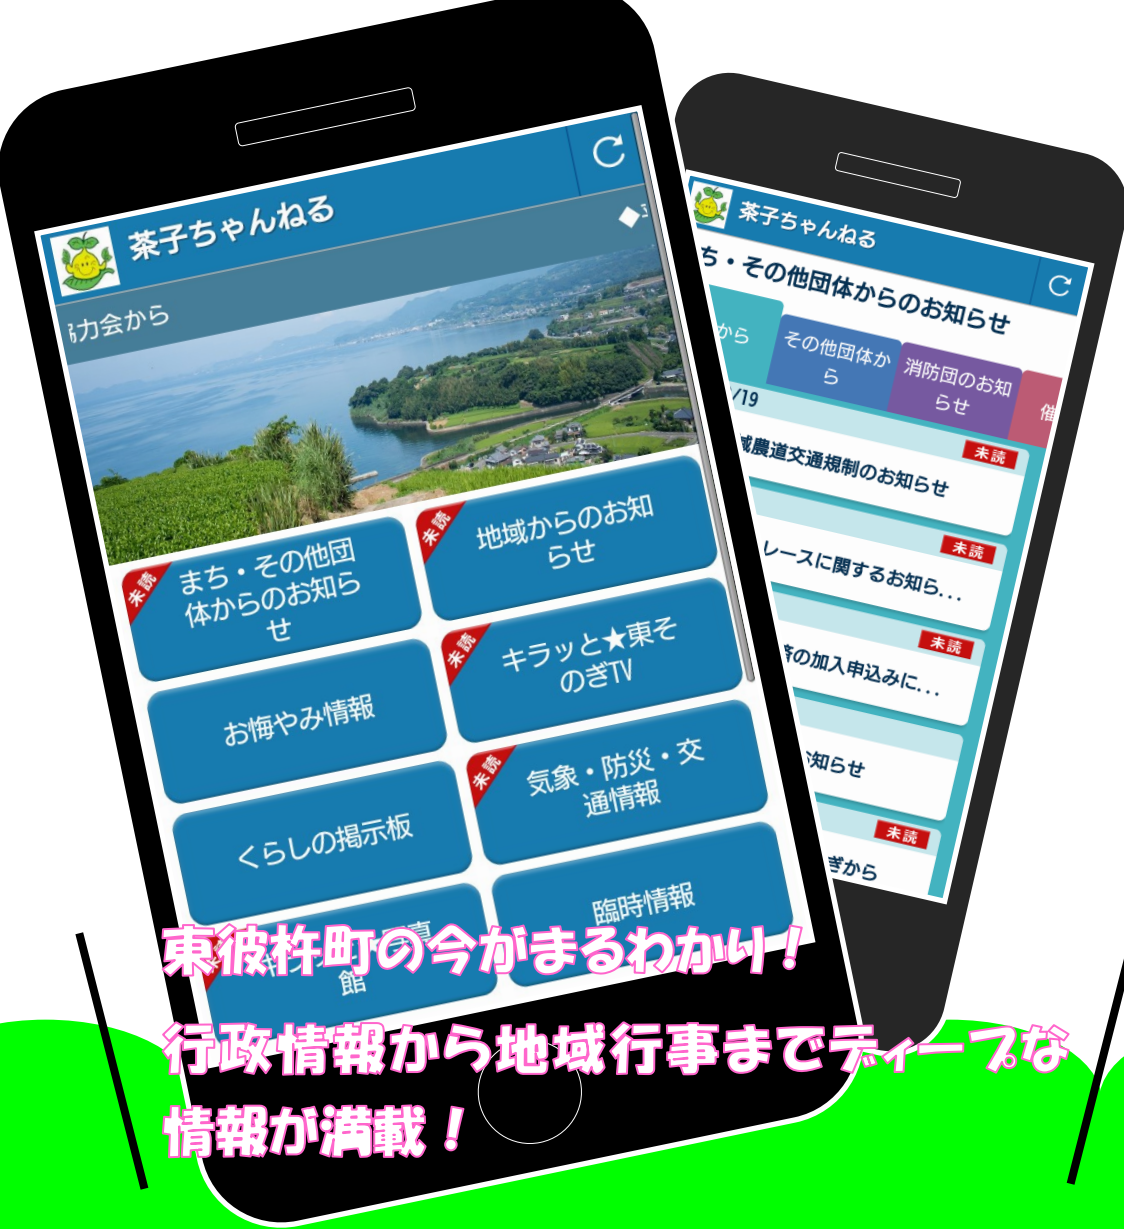 茶子ちゃんねる
力会から
まち・その他団
体からのお知ら
せ
未読
地域からのお知
らせ
未読
お悔やみ情報
キラッと★東そ
のぎTV
未読
くらしの掲示板
気象・防災・交
通情報
未読
館
臨時情報
茶子ちゃんねる
ち・その他団体からのお知らせ
から
その他団体か
ら
消防団のお知
らせ
催
/19
未読
農道交通規制のお知らせ
未読
レースに関するお知ら...
未読
の加入申込みに...
知らせ
未読
ぎから
東彼杵町の今がまるわかり!
行政情報から地域行事までディープな
情報が満載!